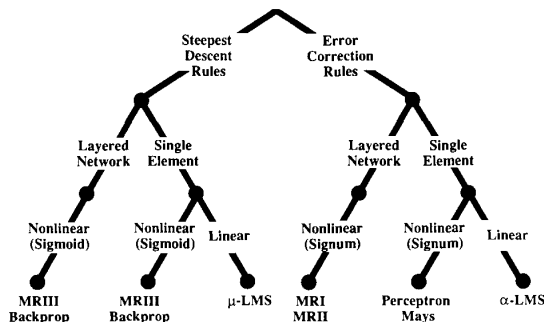 Steepest
Descent
Rules
Error
Correction
Rules
Layered
Network
Single
Element
Layered
Network
Single
Element
Nonlinear
(Sigmoid)
Nonlinear
(Sigmoid)
Linear
Nonlinear
(Signum)
Nonlinear
(Signum)
Linear
MRIII
Backprop
MRIII
Backprop
μ-LMS
MRI
MRII
Perceptron
Mays
α-LMS